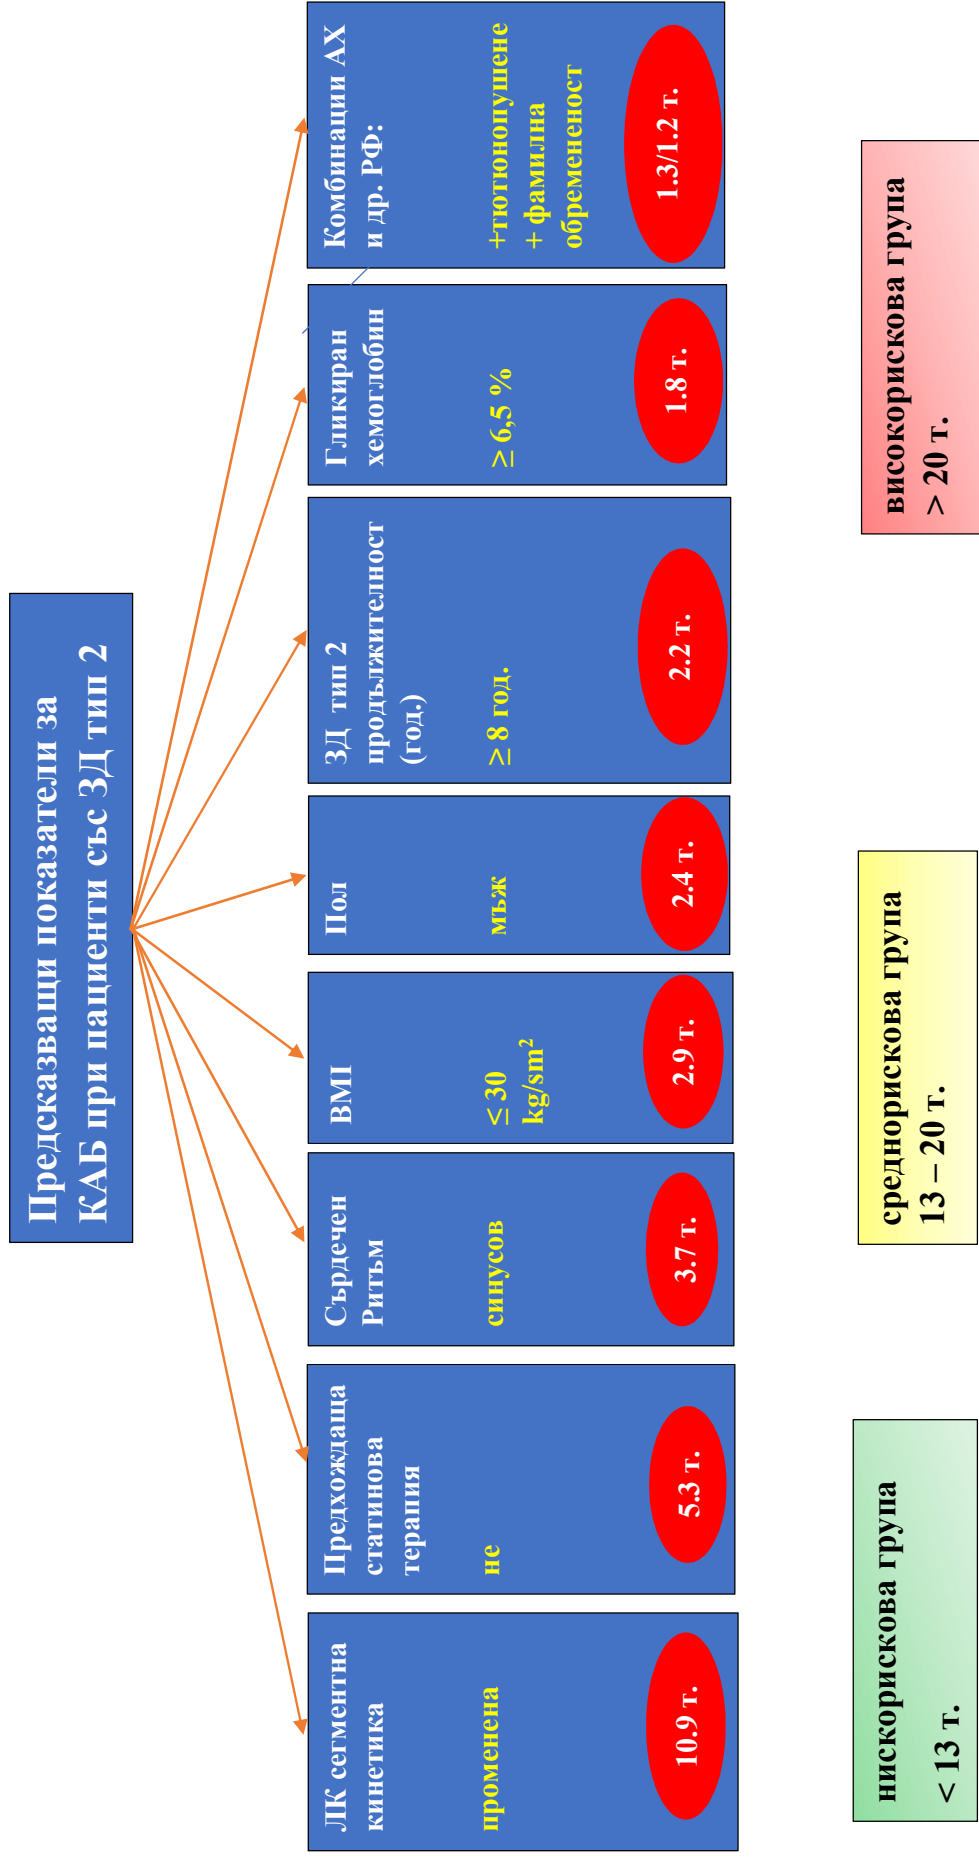 Предсказващи показатели за
КАБ при пациенти със ЗД тип 2
ЛК сегментна
кинетика
променена
10.9 т.
Предхождаща
статинова
терапия
не
5.3 т.
Сърдечен
Ритъм
синусов
3.7 т.
BMI
≤ 30
kg/sm²
2.9 т.
Пол
мъж
2.4 т.
ЗД тип 2
продължителност
(год.)
≥ 8 год.
2.2 т.
Гликиран
хемоглобин
≥ 6,5 %
1.8 т.
Комбинации АХ
и др. РФ:
+тютюнопушене
+ фамилна
обремененост
1.3/1.2 т.
нискорискова група
< 13 т.
среднорискова група
13 – 20 т.
високорискова група
> 20 т.